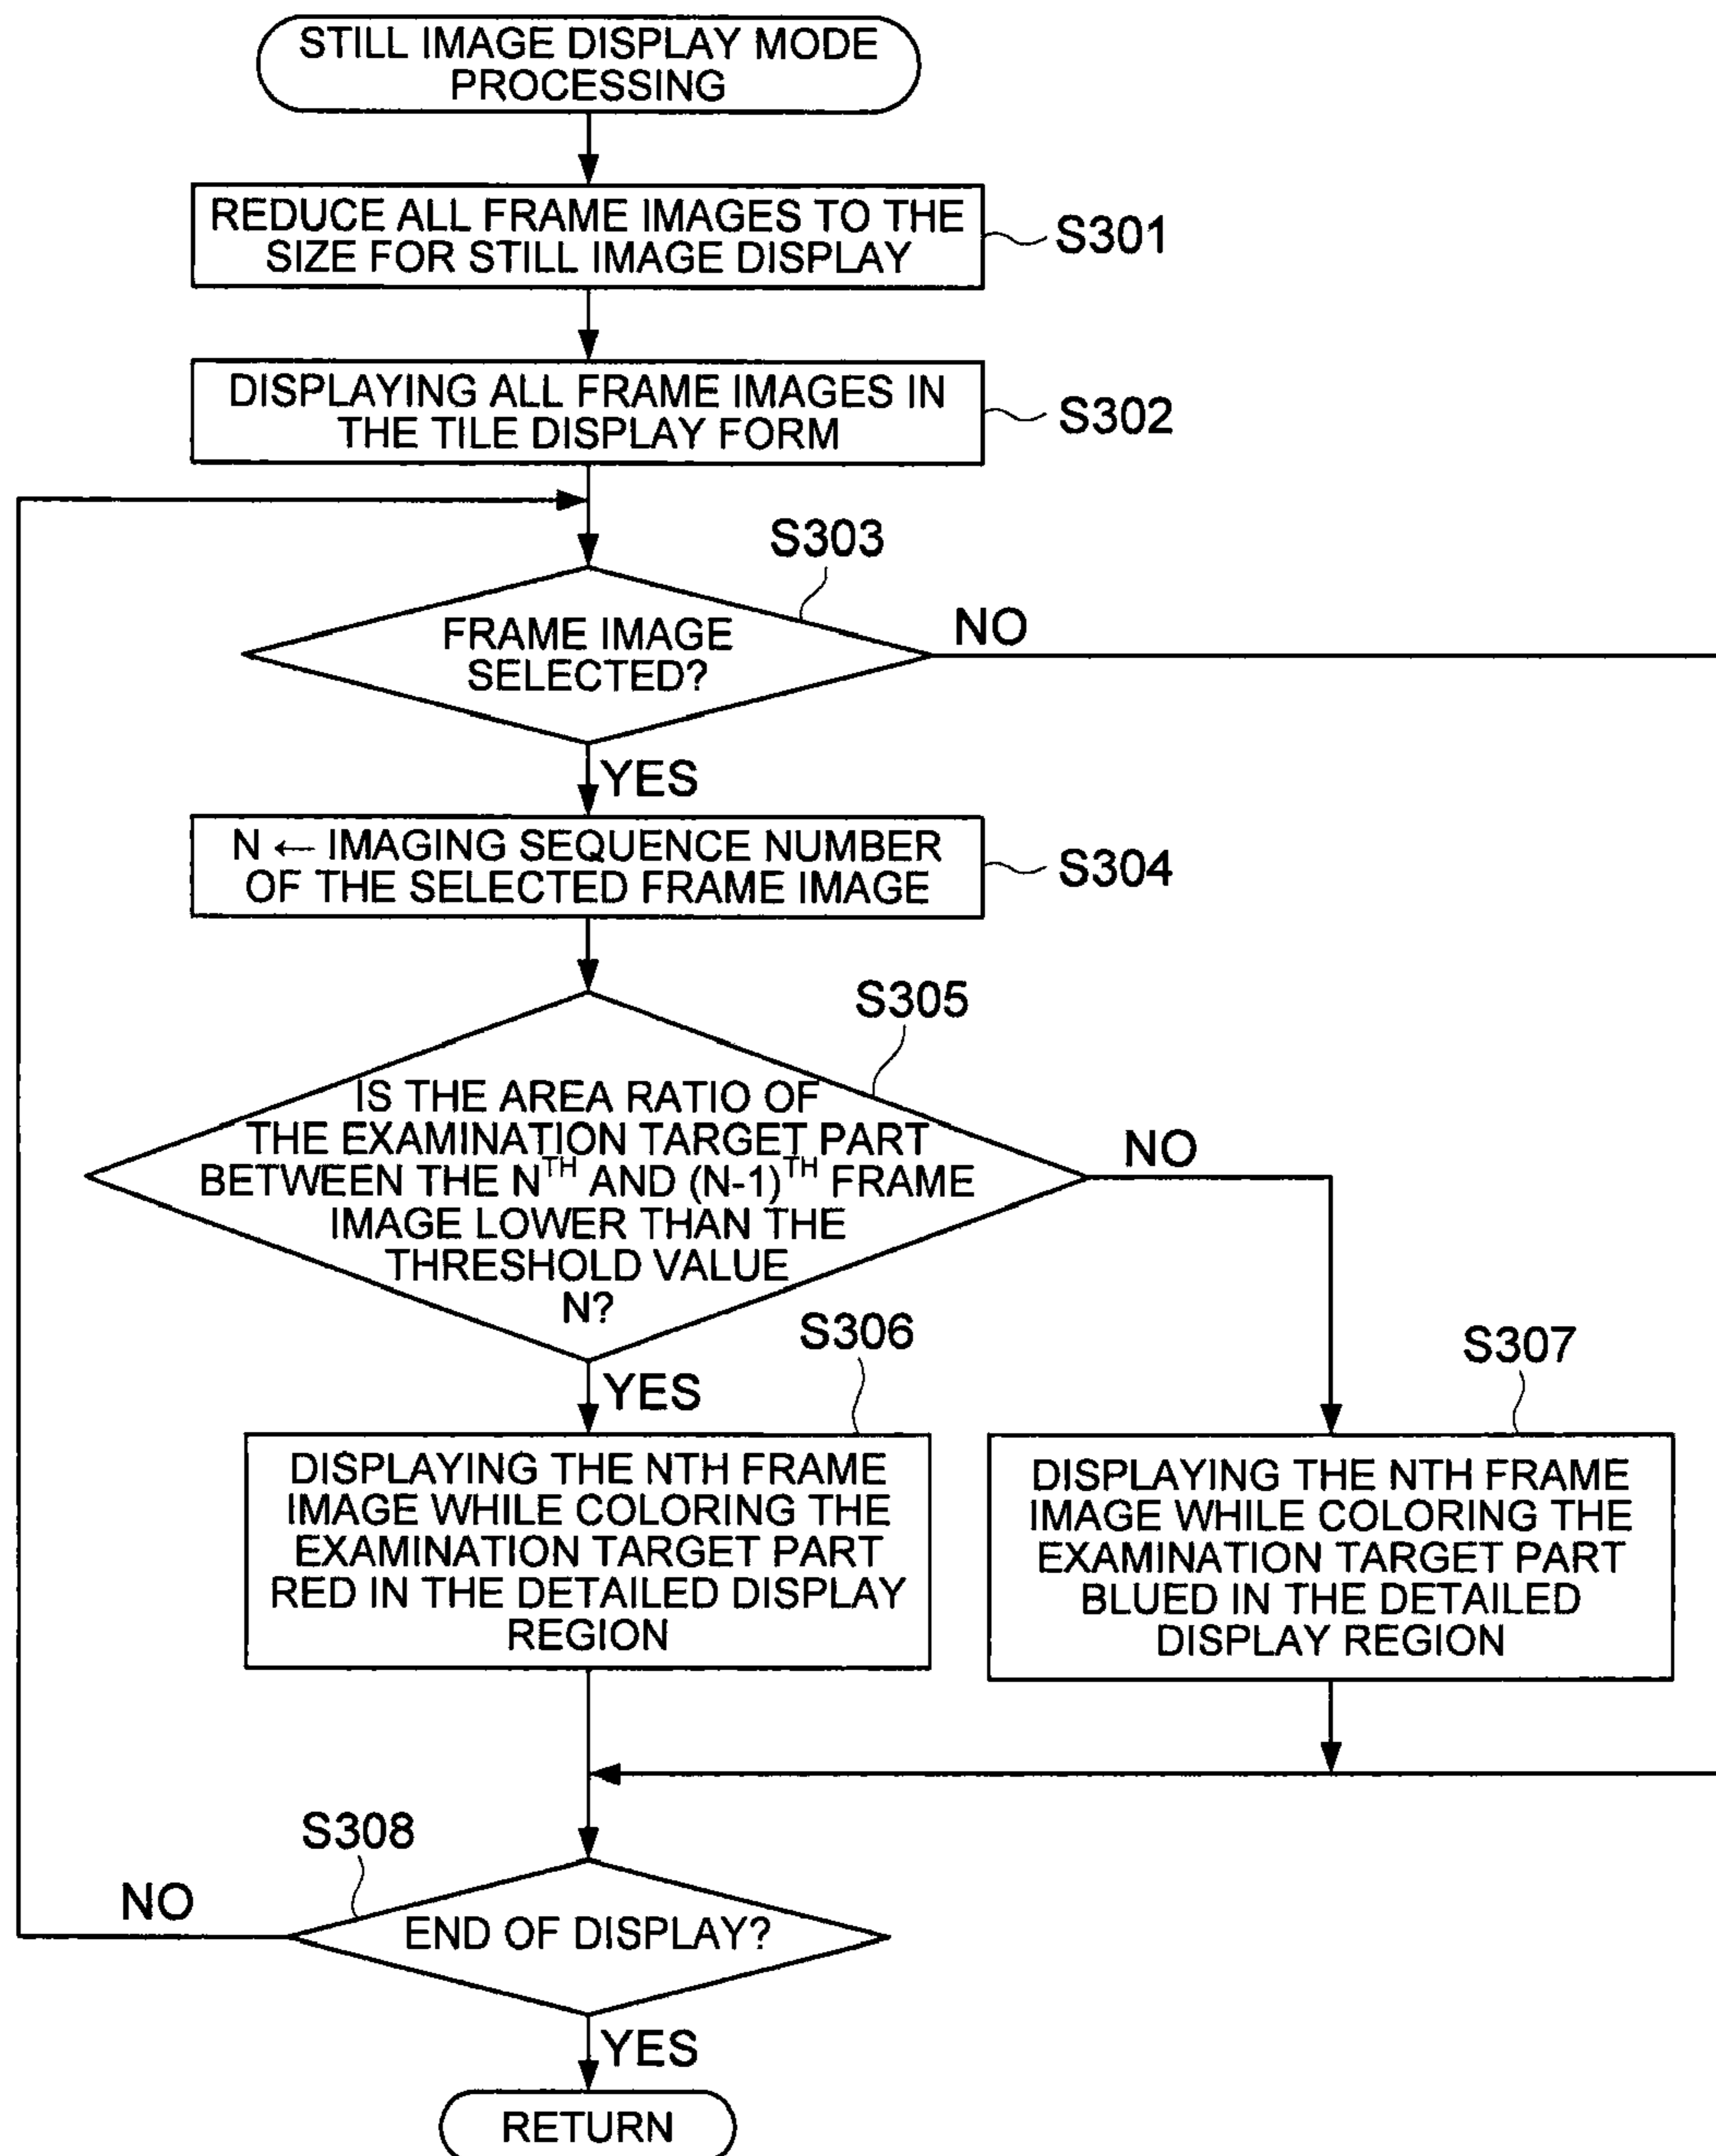 STILL IMAGE DISPLAY MODE
PROCESSING
REDUCE ALL FRAME IMAGES TO THE
SIZE FOR STILL IMAGE DISPLAY
S301
DISPLAYING ALL FRAME IMAGES IN
THE TILE DISPLAY FORM
S302
S303
FRAME IMAGE
SELECTED?
NO
YES
N ← IMAGING SEQUENCE NUMBER
OF THE SELECTED FRAME IMAGE
S304
S305
IS THE AREA RATIO OF
THE EXAMINATION TARGET PART
BETWEEN THE N^TH AND (N-1)^TH FRAME
IMAGE LOWER THAN THE
THRESHOLD VALUE
N?
NO
YES
S306
DISPLAYING THE NTH FRAME
IMAGE WHILE COLORING THE
EXAMINATION TARGET PART
RED IN THE DETAILED DISPLAY
REGION
S307
DISPLAYING THE NTH FRAME
IMAGE WHILE COLORING THE
EXAMINATION TARGET PART
BLUED IN THE DETAILED
DISPLAY REGION
S308
END OF DISPLAY?
NO
YES
RETURN